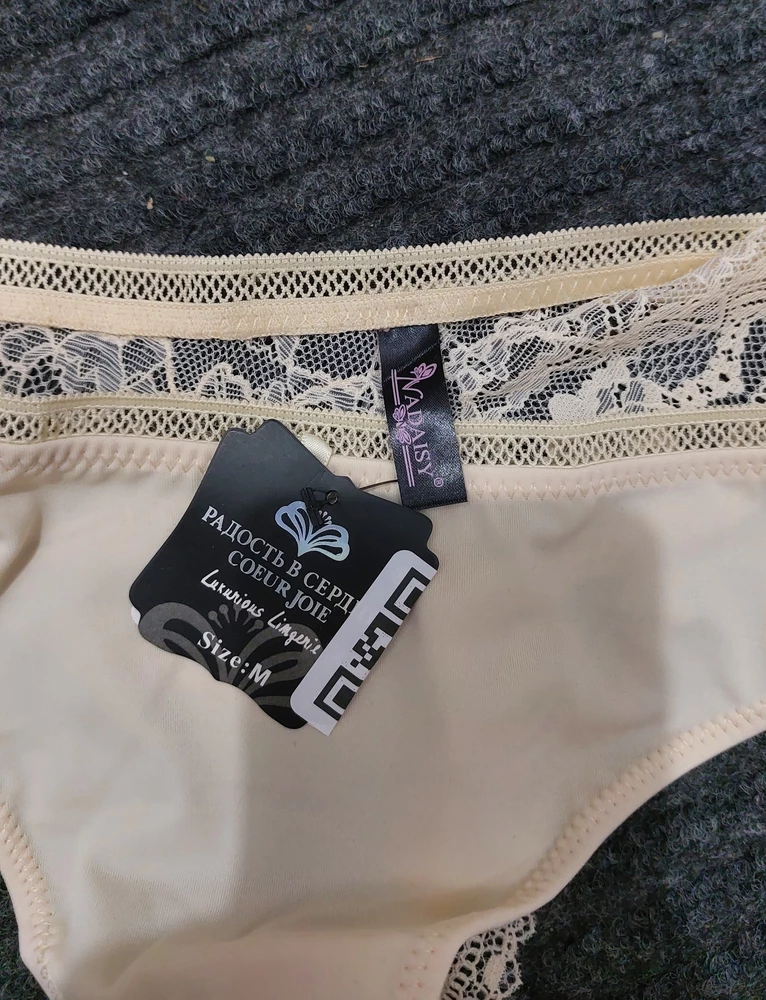 NADAISY ®
РАДОСТЬ В СЕРД
COEUR JOIE
Luxurious Lingerie
Size: M